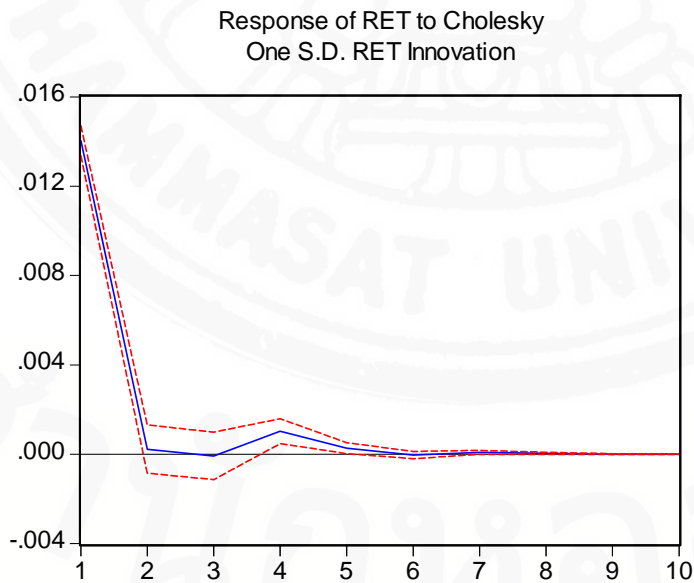 Response of RET to Cholesky
One S.D. RET Innovation
.016
.012
.008
.004
.000
-.004
1 2 3 4 5 6 7 8 9 10